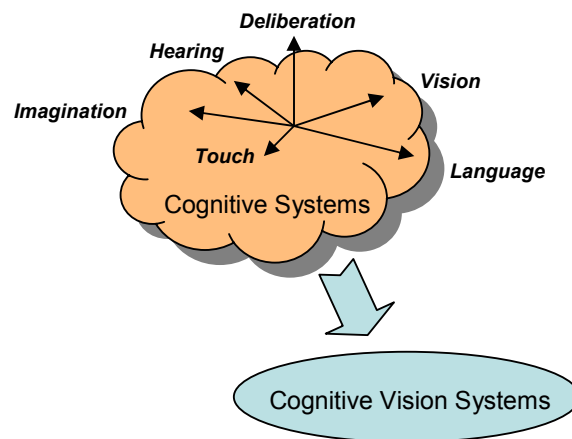 Deliberation
Hearing
Vision
Imagination
Touch
Language
Cognitive Systems
Cognitive Vision Systems